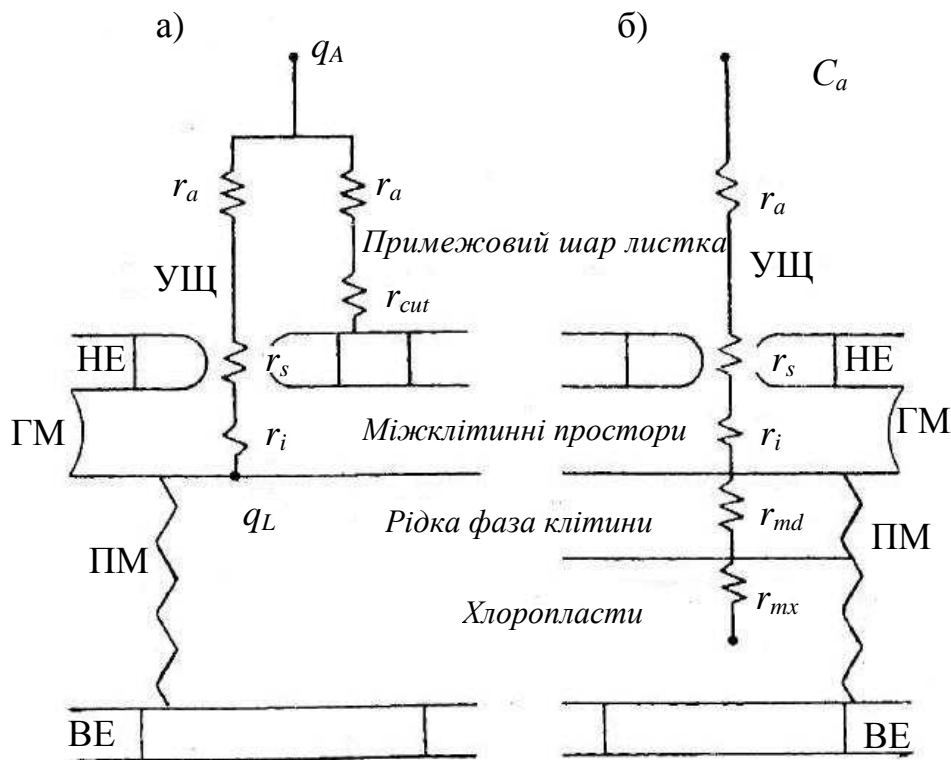 а)
б)
q_A
C_a
r_a
r_a
r_a
Примежовий шар листка
УЩ
УЩ
r_cut
НЕ
r_s
r_s
НЕ
ГМ
r_i
Міжклітинні простори
r_i
ГМ
q_L
Рідка фаза клітини
r_md
ПМ
ПМ
Хлоропласти
r_mx
ВЕ
ВЕ